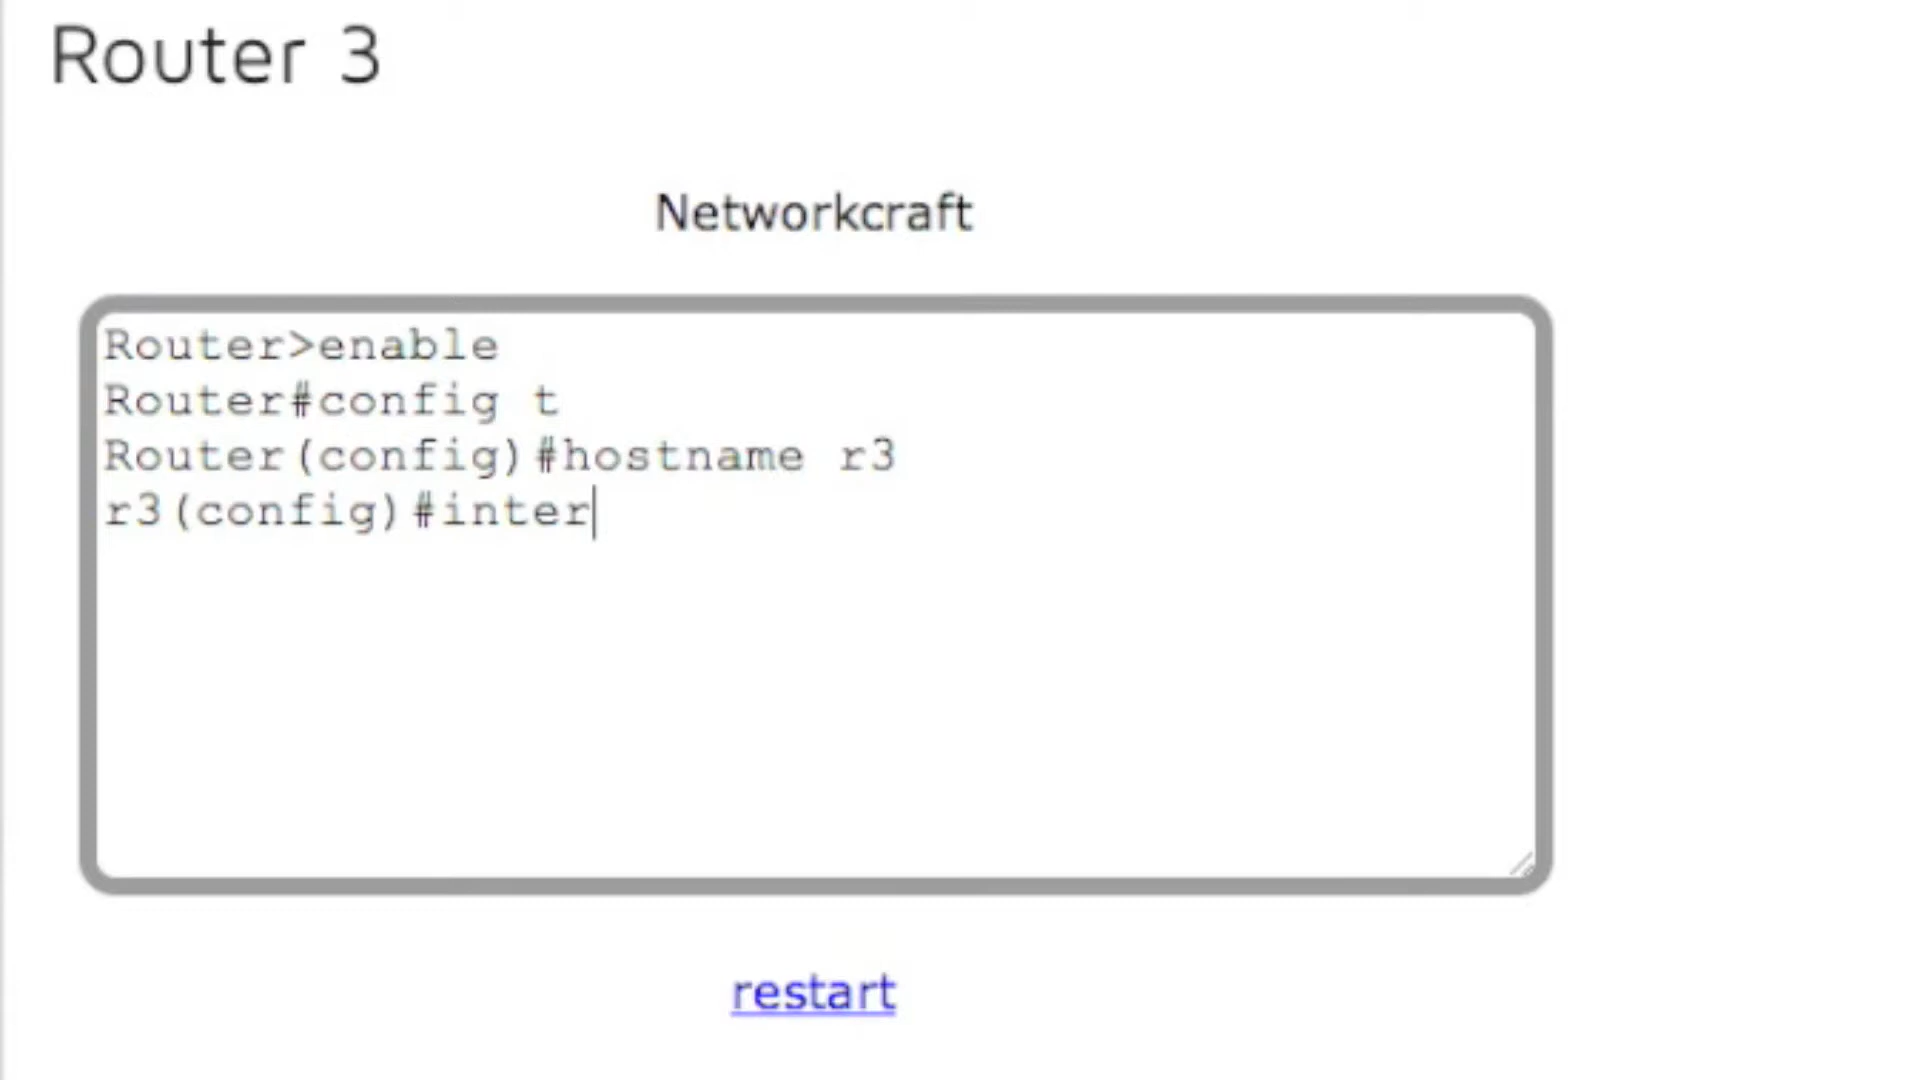 Router 3
Networkcraft
Router>enable
Router#config t
Router(config)#hostname r3
r3(config)#inter
restart